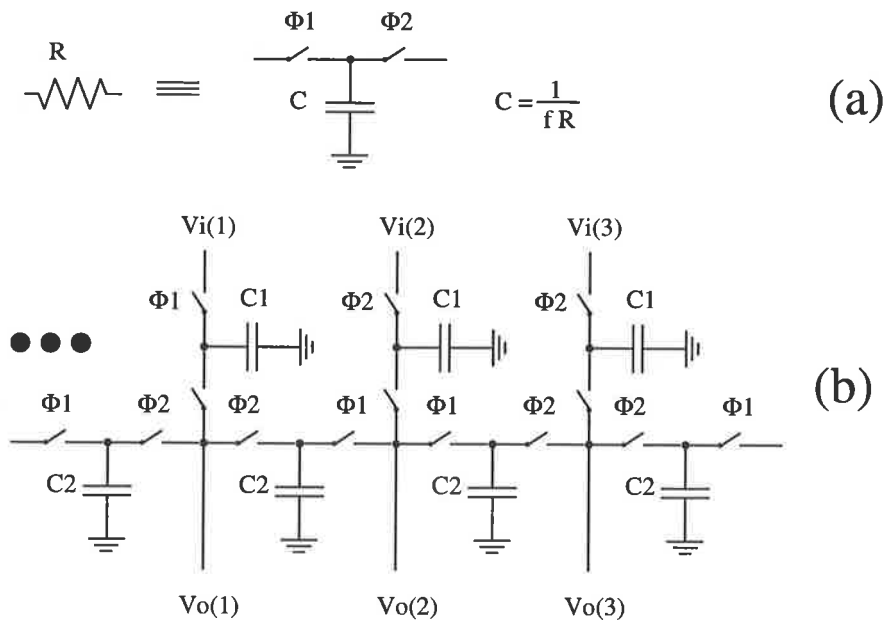 Φ1 Φ2
R
C
C = 1 / f R
(a)
Vi(1) Vi(2) Vi(3)
Φ1 C1 Φ2 C1 Φ2 C1
(b)
Φ1 Φ2 Φ2 Φ1 Φ1 Φ2 Φ2 Φ1
C2 C2 C2 C2
Vo(1) Vo(2) Vo(3)